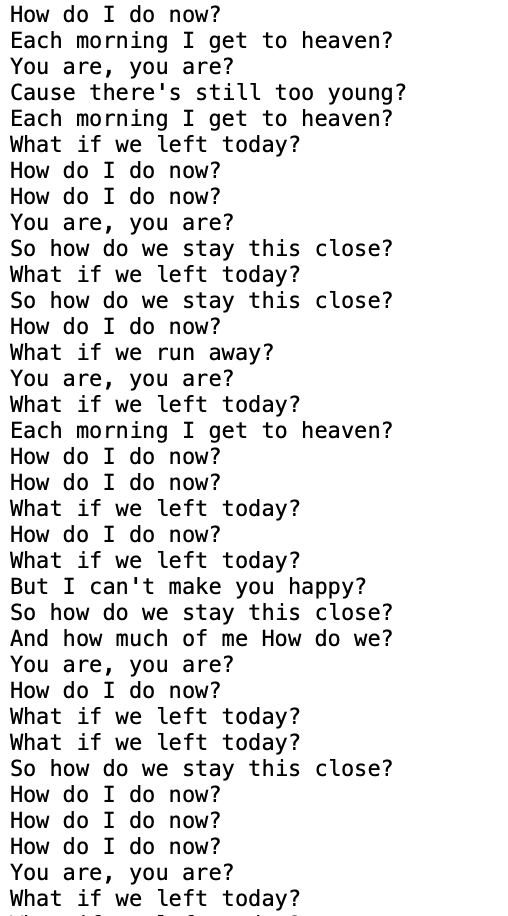 How do I do now?
Each morning I get to heaven?
You are, you are?
Cause there's still too young?
Each morning I get to heaven?
What if we left today?
How do I do now?
How do I do now?
You are, you are?
So how do we stay this close?
What if we left today?
So how do we stay this close?
How do I do now?
What if we run away?
You are, you are?
What if we left today?
Each morning I get to heaven?
How do I do now?
How do I do now?
What if we left today?
How do I do now?
What if we left today?
But I can't make you happy?
So how do we stay this close?
And how much of me How do we?
You are, you are?
How do I do now?
What if we left today?
What if we left today?
So how do we stay this close?
How do I do now?
How do I do now?
How do I do now?
You are, you are?
What if we left today?